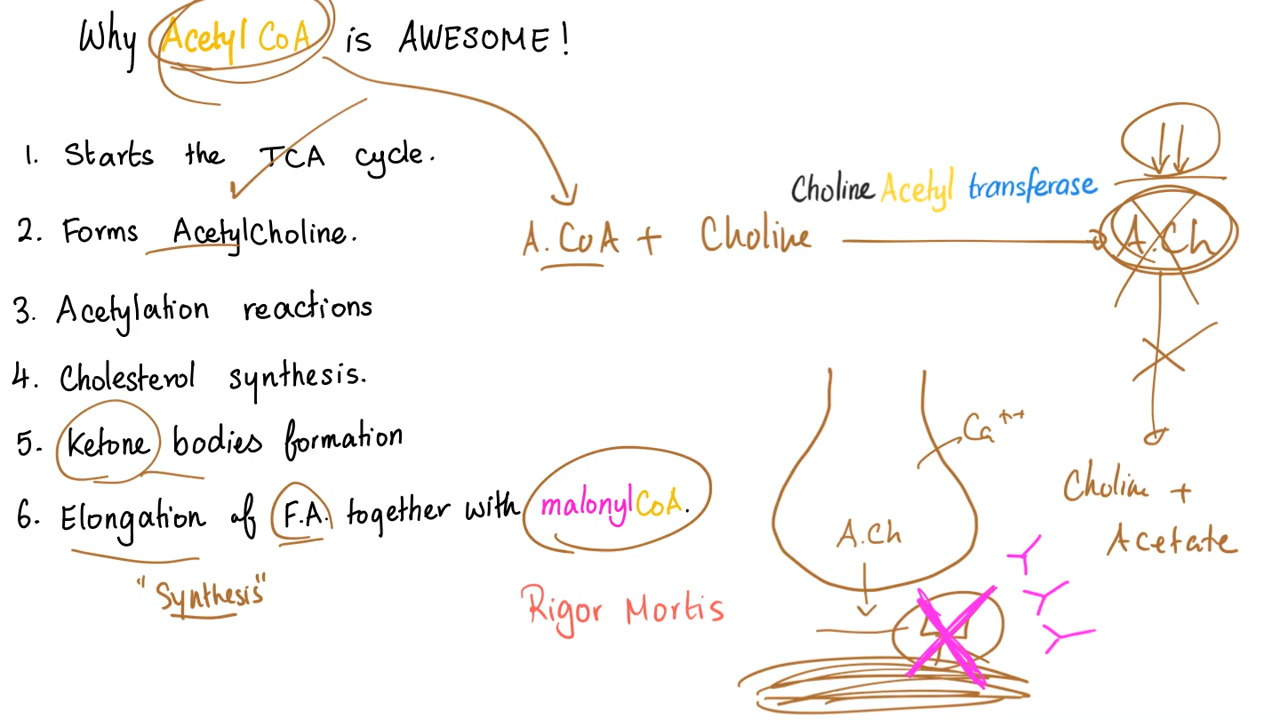 Why Acetyl CoA is AWESOME!
1. Starts the TCA cycle.
2. Forms AcetylCholine.
3. Acetylation reactions
4. Cholesterol synthesis.
5. Ketone bodies formation
6. Elongation of F.A. together with malonylCoA.
"Synthesis"
Choline Acetyl transferase
A.CoA + Choline
A.Ch
Choline +
Acetate
Ca++
A.Ch
Rigor Mortis